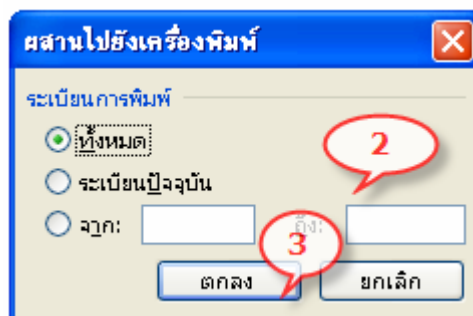 ผสานไปยังเครื่องพิมพ์
ระเบียนการพิมพ์
ทั้งหมด
2
ระเบียนปัจจุบัน
จาก: ถึง:
3
ตกลง ยกเลิก